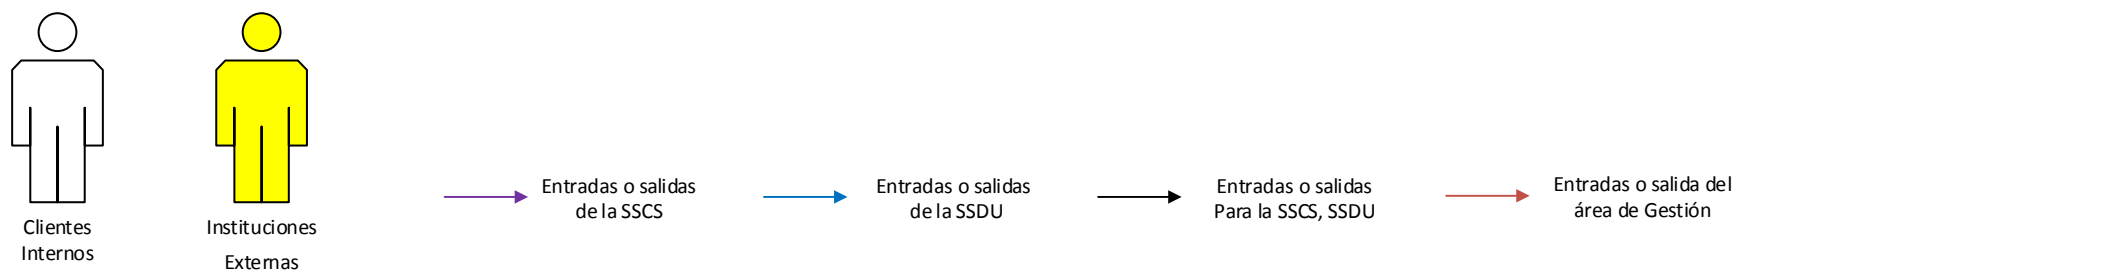 Clientes
Internos
Instituciones
Externas
Entradas o salidas
de la SSCS
Entradas o salidas
de la SSDU
Entradas o salidas
Para la SSCS, SSDU
Entradas o salida del
área de Gestión